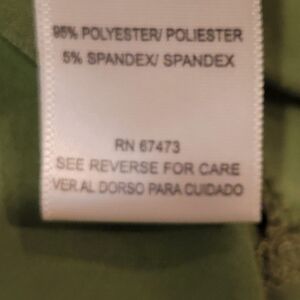 95% POLYESTER/ POLIESTER
5% SPANDEX/ SPANDEX
RN 67473
SEE REVERSE FOR CARE
VER AL DORSO PARA CUIDADO